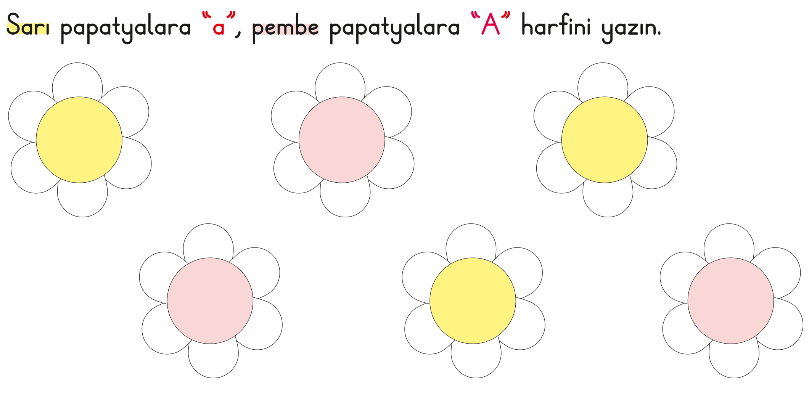 Sarı papatyalara “a”, pembe papatyalara “A” harfini yazın.